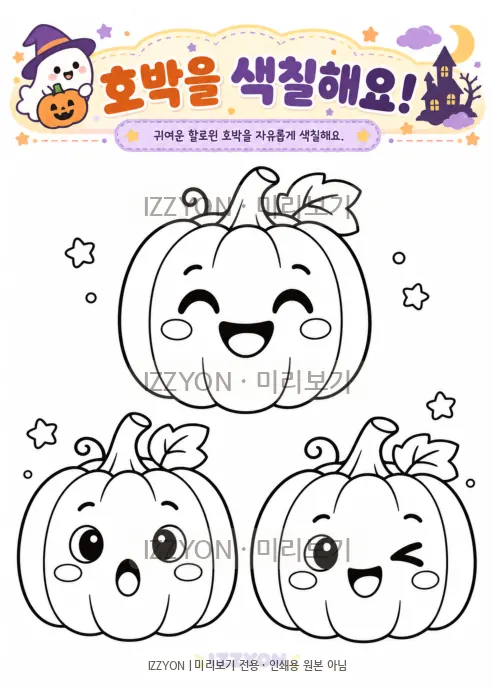 호박을 색칠해요!
귀여운 할로윈 호박을 자유롭게 색칠해요.
IZZYON · 미리보기
IZZYON · 미리보기
IZZYON · 미리보기
IZZYON
IZZYON | 미리보기 전용 · 인쇄용 원본 아님